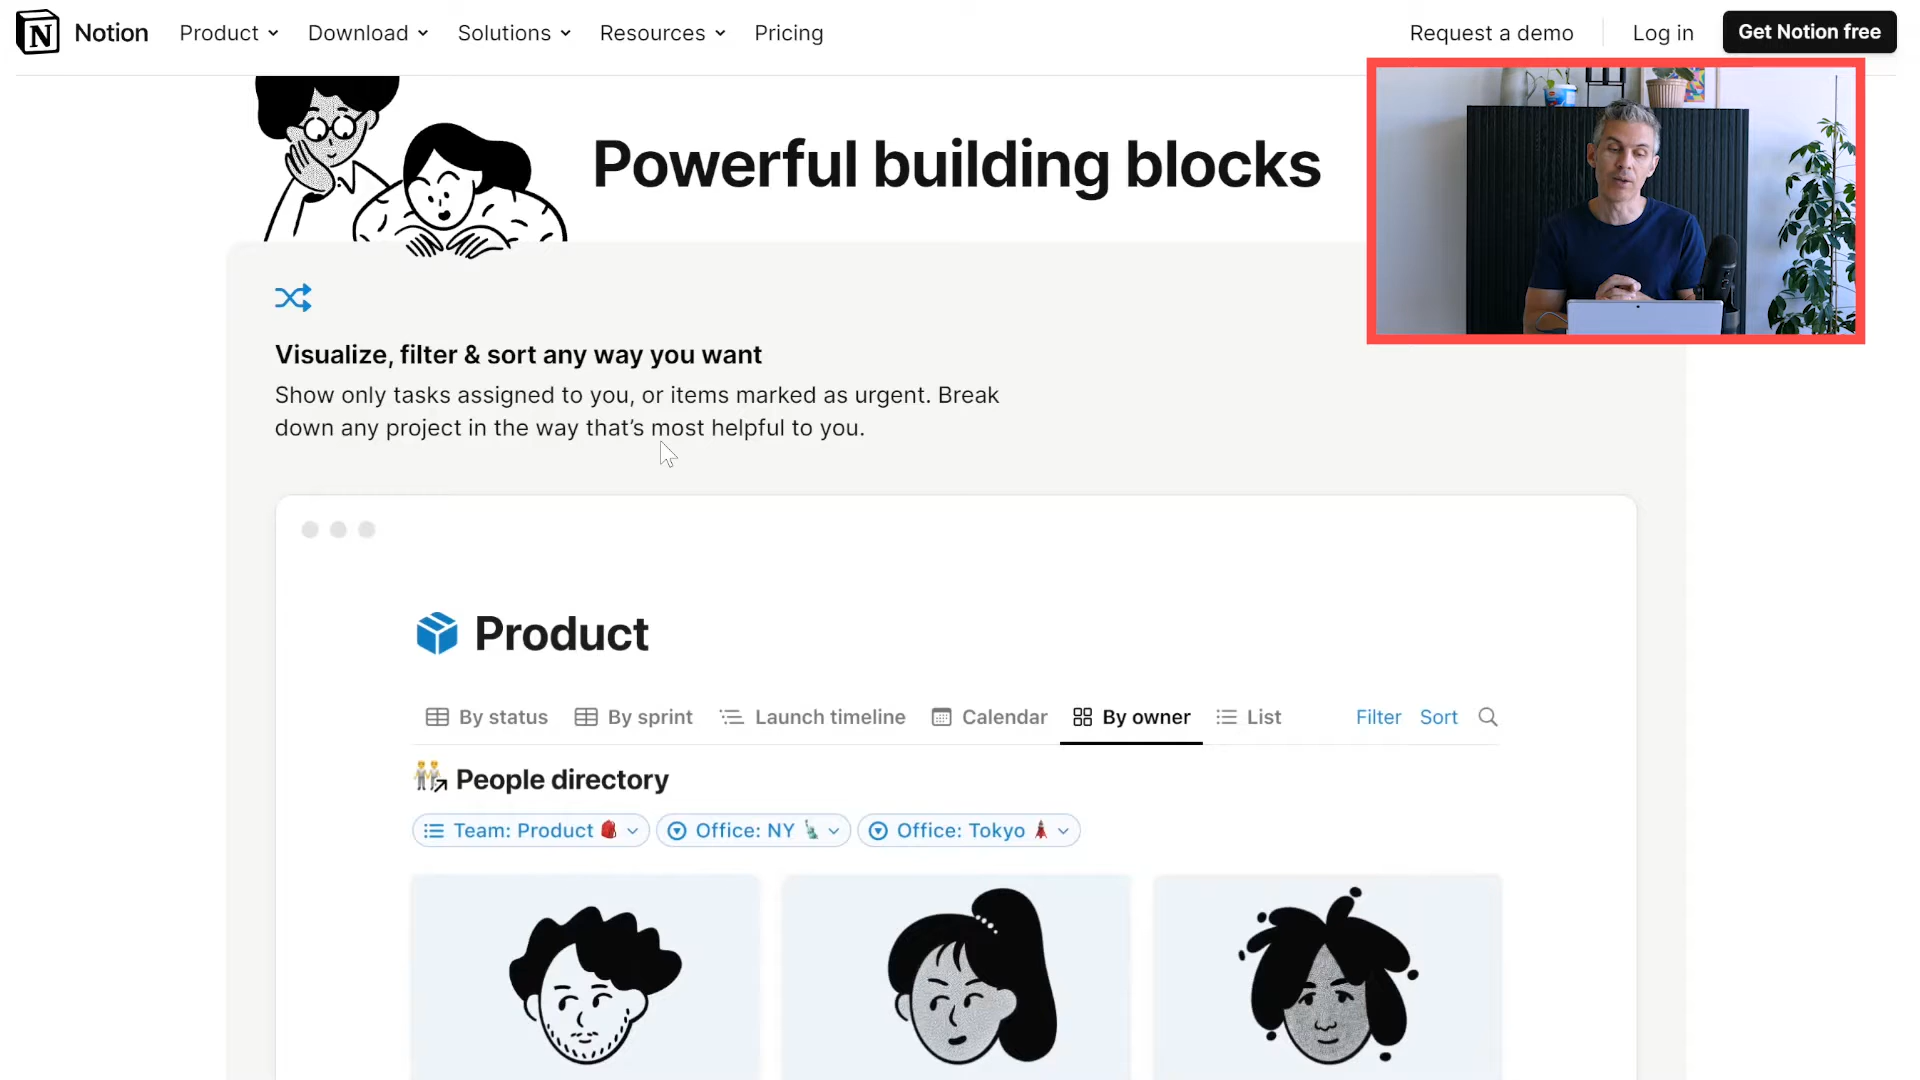 Notion Product Download Solutions Resources Pricing Request a demo Log in Get Notion free
Powerful building blocks
Visualize, filter & sort any way you want
Show only tasks assigned to you, or items marked as urgent. Break
down any project in the way that’s most helpful to you.
Product
By status By sprint Launch timeline Calendar By owner List Filter Sort
People directory
Team: Product Office: NY Office: Tokyo